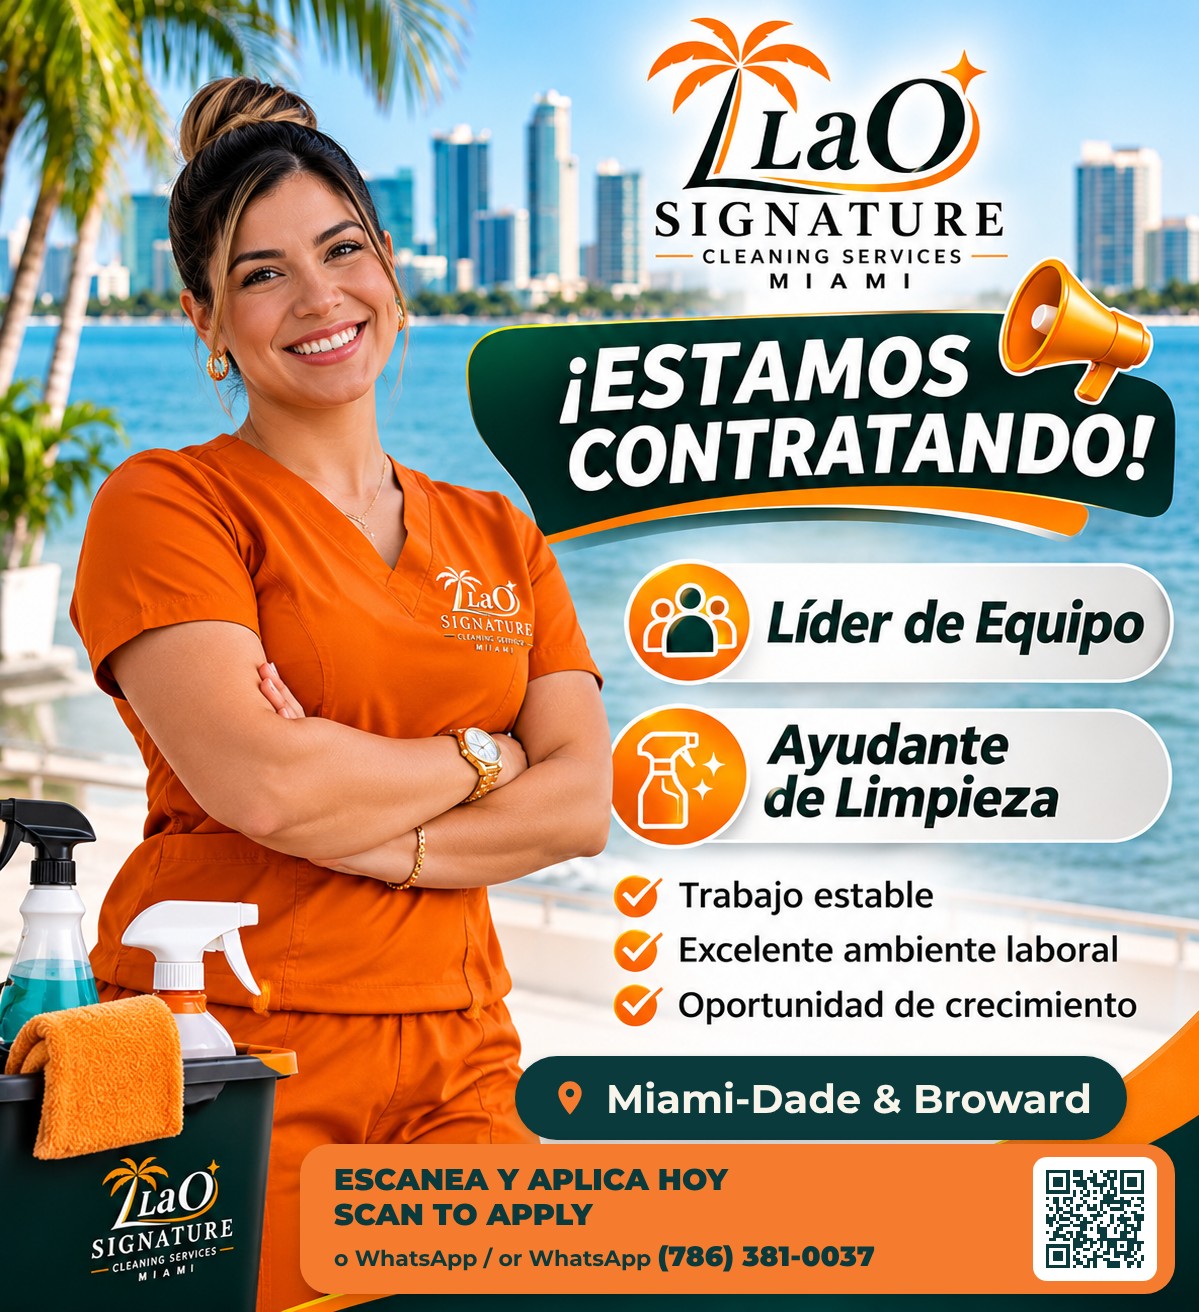 LaO
SIGNATURE
CLEANING SERVICES
MIAMI
¡ESTAMOS
CONTRATANDO!
LaO
SIGNATURE
CLEANING SERVICES
MIAMI
Líder de Equipo
Ayudante
de Limpieza
Trabajo estable
Excelente ambiente laboral
Oportunidad de crecimiento
Miami-Dade & Broward
ESCANEA Y APLICA HOY
SCAN TO APPLY
o WhatsApp / or WhatsApp (786) 381-0037
LaO
SIGNATURE
CLEANING SERVICES
MIAMI